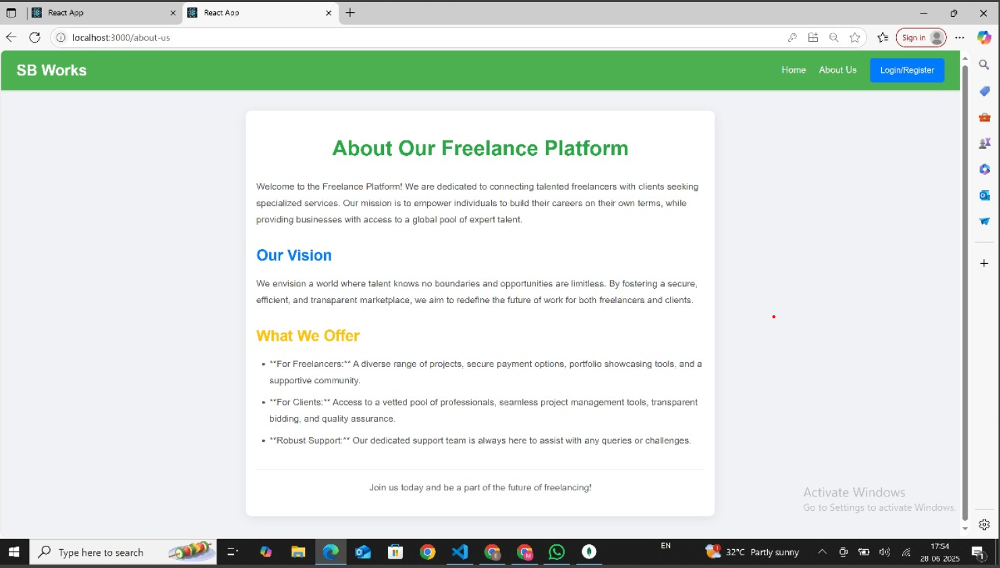 React App
React App
localhost:3000/about-us
Sign in
SB Works
Home About Us Login/Register
About Our Freelance Platform
Welcome to the Freelance Platform! We are dedicated to connecting talented freelancers with clients seeking
specialized services. Our mission is to empower individuals to build their careers on their own terms, while
providing businesses with access to a global pool of expert talent.
Our Vision
We envision a world where talent knows no boundaries and opportunities are limitless. By fostering a secure,
efficient, and transparent marketplace, we aim to redefine the future of work for both freelancers and clients.
What We Offer
• **For Freelancers:** A diverse range of projects, secure payment options, portfolio showcasing tools, and a
supportive community.
• **For Clients:** Access to a vetted pool of professionals, seamless project management tools, transparent
bidding, and quality assurance.
• **Robust Support:** Our dedicated support team is always here to assist with any queries or challenges.
Join us today and be a part of the future of freelancing!
Activate Windows
Go to Settings to activate Windows.
Type here to search
EN
32°C Partly sunny
17:54
28-06-2025
1